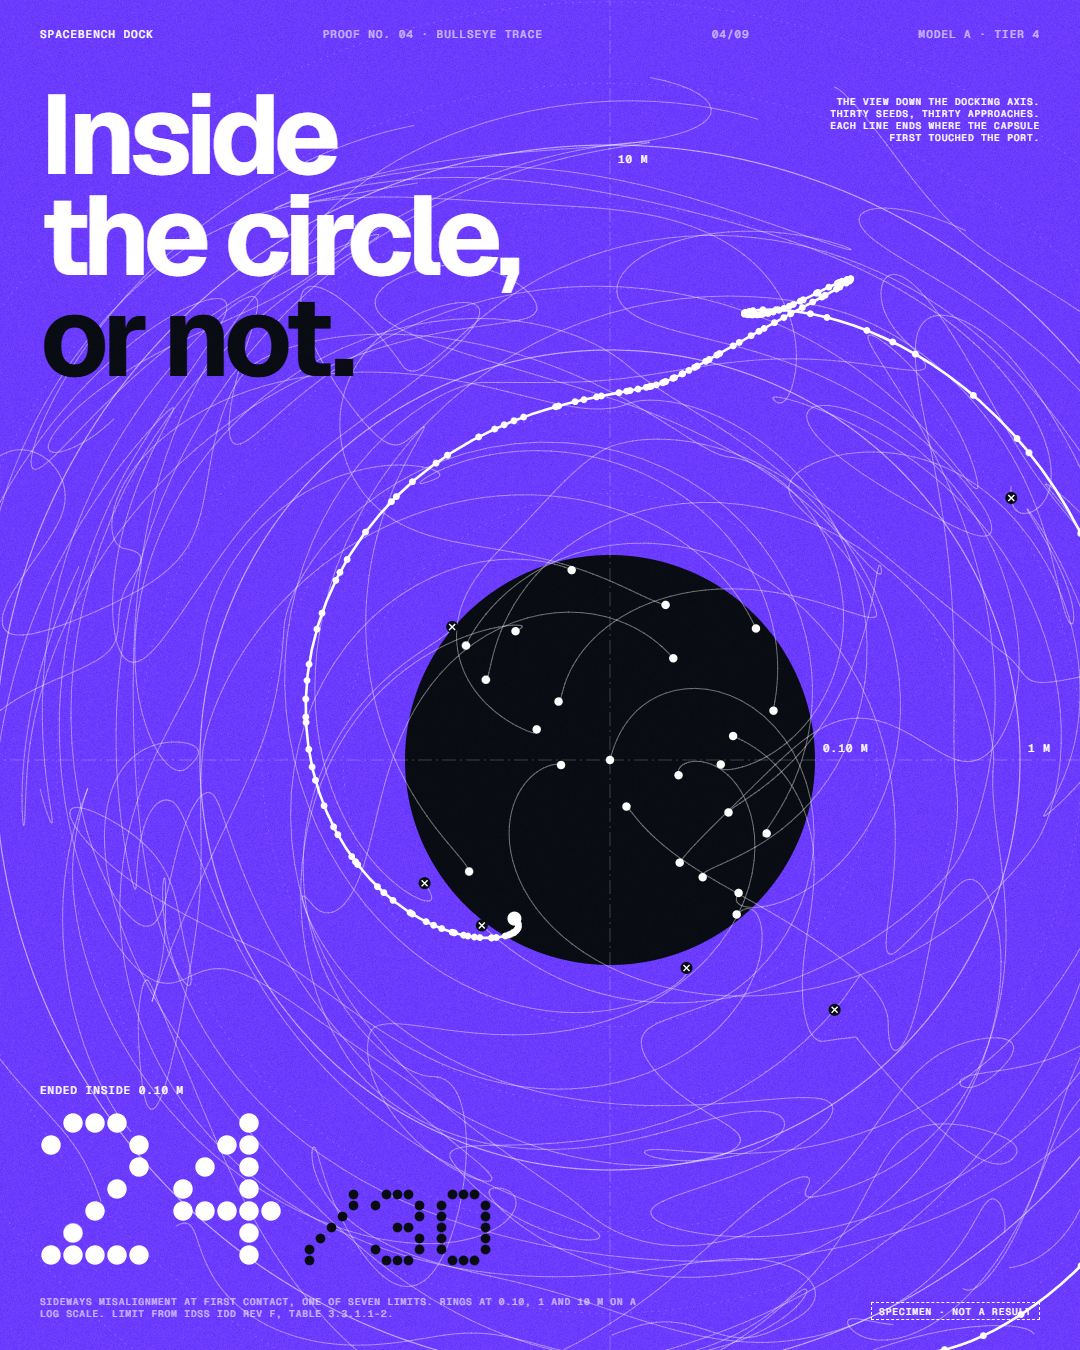 SPACEBENCH DOCK
PROOF NO. 04 · BULLSEYE TRACE
04/09
MODEL A · TIER 4
Inside
the circle,
or not.
THE VIEW DOWN THE DOCKING AXIS.
THIRTY SEEDS, THIRTY APPROACHES.
EACH LINE ENDS WHERE THE CAPSULE
FIRST TOUCHED THE PORT.
10 M
0.10 M
1 M
ENDED INSIDE 0.10 M
24 /30
SIDEWAYS MISALIGNMENT AT FIRST CONTACT, ONE OF SEVEN LIMITS. RINGS AT 0.10, 1 AND 10 M ON A
LOG SCALE. LIMIT FROM IDSS IDD REV F, TABLE 3.3.1.1-2.
SPECIMEN · NOT A RESULT